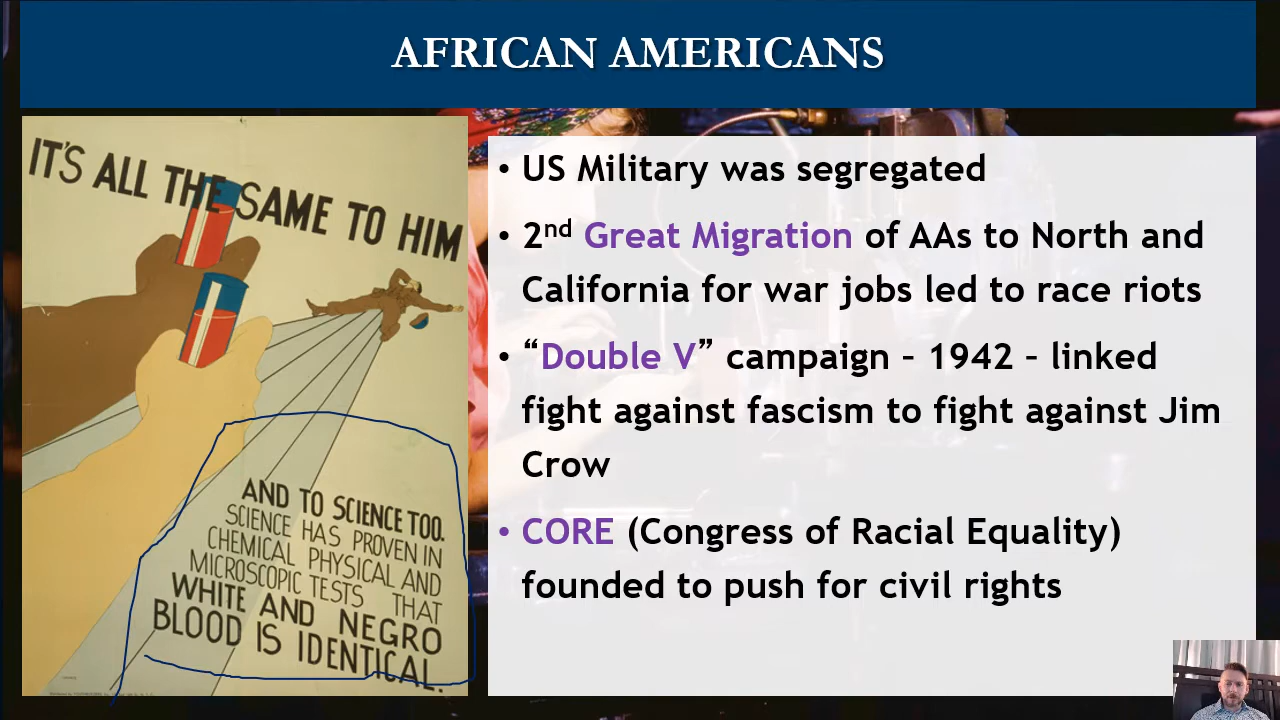 AFRICAN AMERICANS
IT'S ALL THE SAME TO HIM
AND TO SCIENCE TOO.
SCIENCE HAS PROVEN IN
CHEMICAL PHYSICAL AND
MICROSCOPIC TESTS THAT
WHITE AND NEGRO
BLOOD IS IDENTICAL.
• US Military was segregated
• 2nd Great Migration of AAs to North and
California for war jobs led to race riots
• “Double V” campaign – 1942 – linked
fight against fascism to fight against Jim
Crow
• CORE (Congress of Racial Equality)
founded to push for civil rights